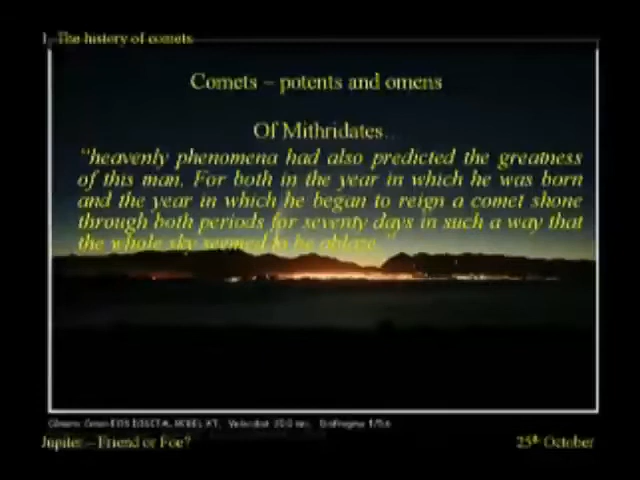 1. The history of comets
Comets – potents and omens
Of Mithridates..
"heavenly phenomena had also predicted the greatness
of this man. For both in the year in which he was born
and the year in which he began to reign a comet shone
through both periods for seventy days in such a way that
the whole sky seemed to be ablaze."
Jupiter – Friend or Foe?
25th October